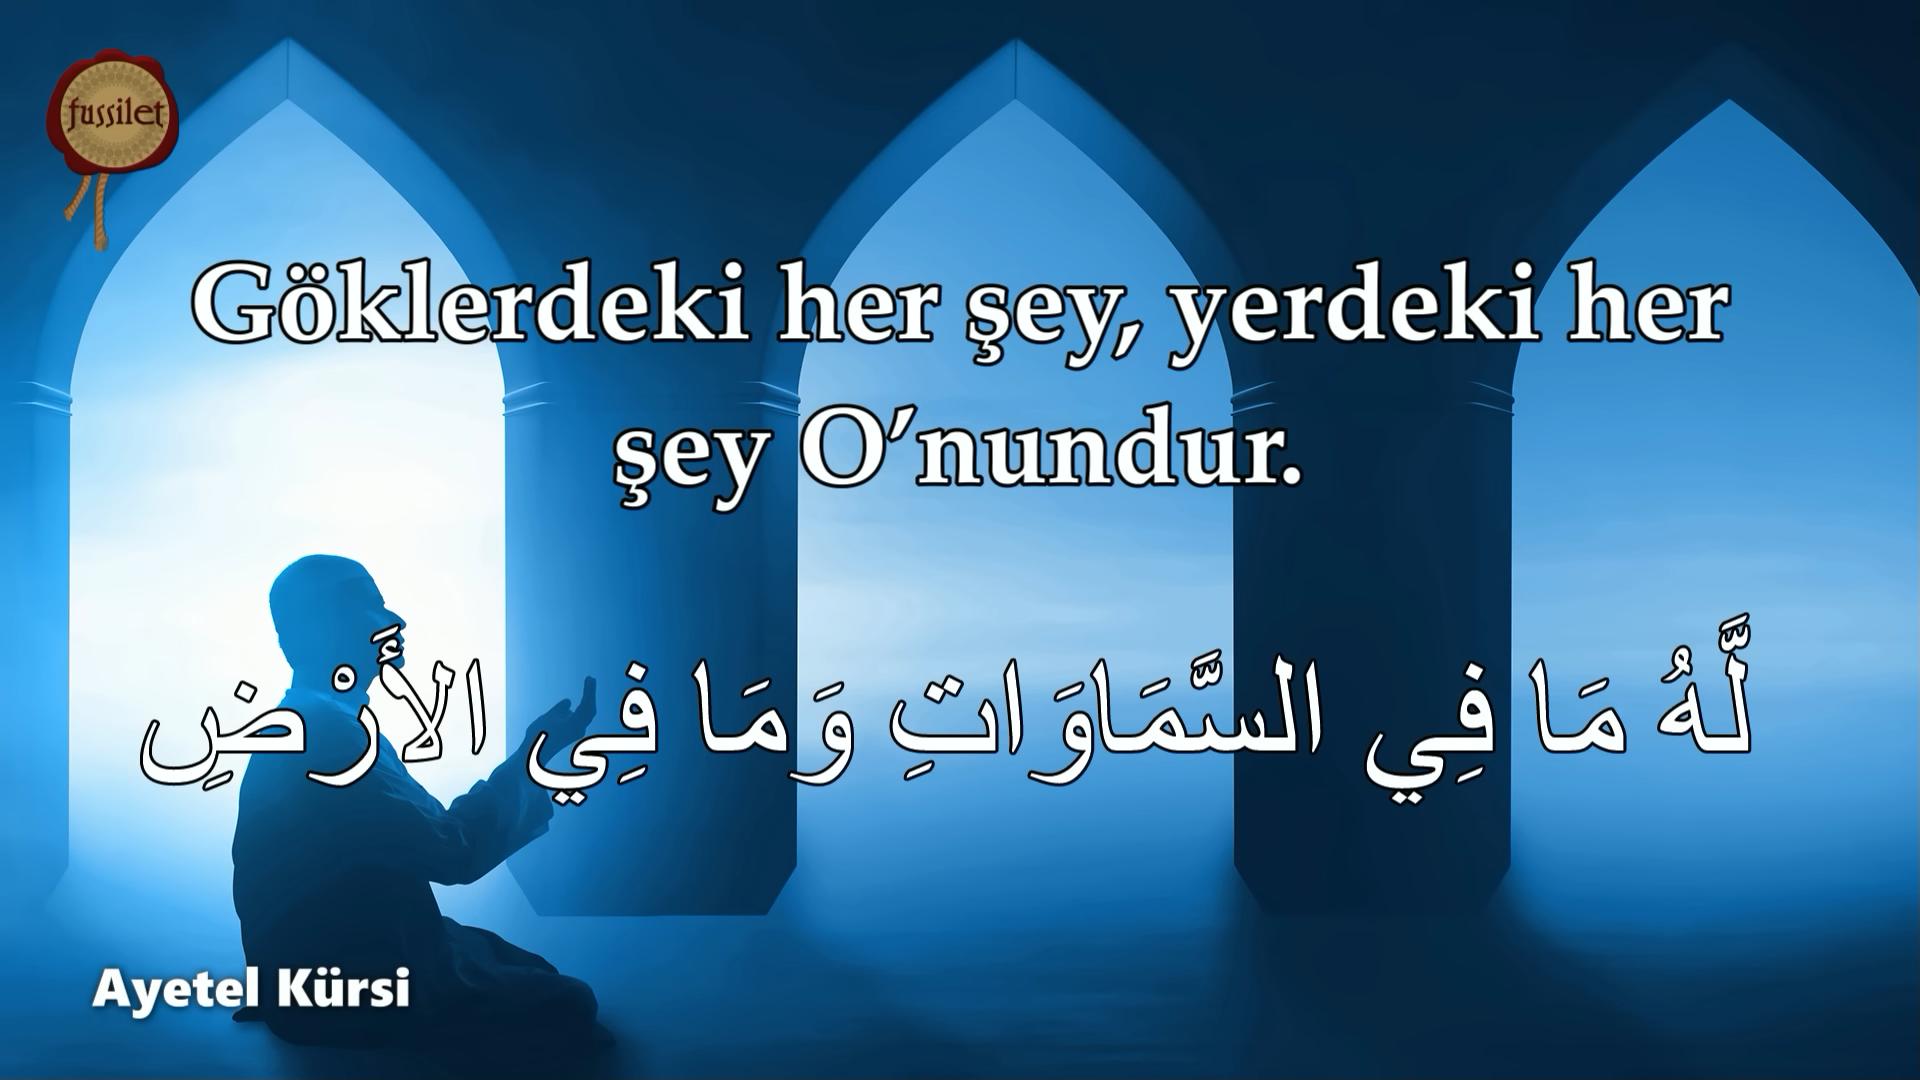 fussilet
Göklerdeki her şey, yerdeki her
şey O’nundur.
لَّهُ مَا فِي السَّمَاوَاتِ وَمَا فِي الأَرْضِ
Ayetel Kürsi